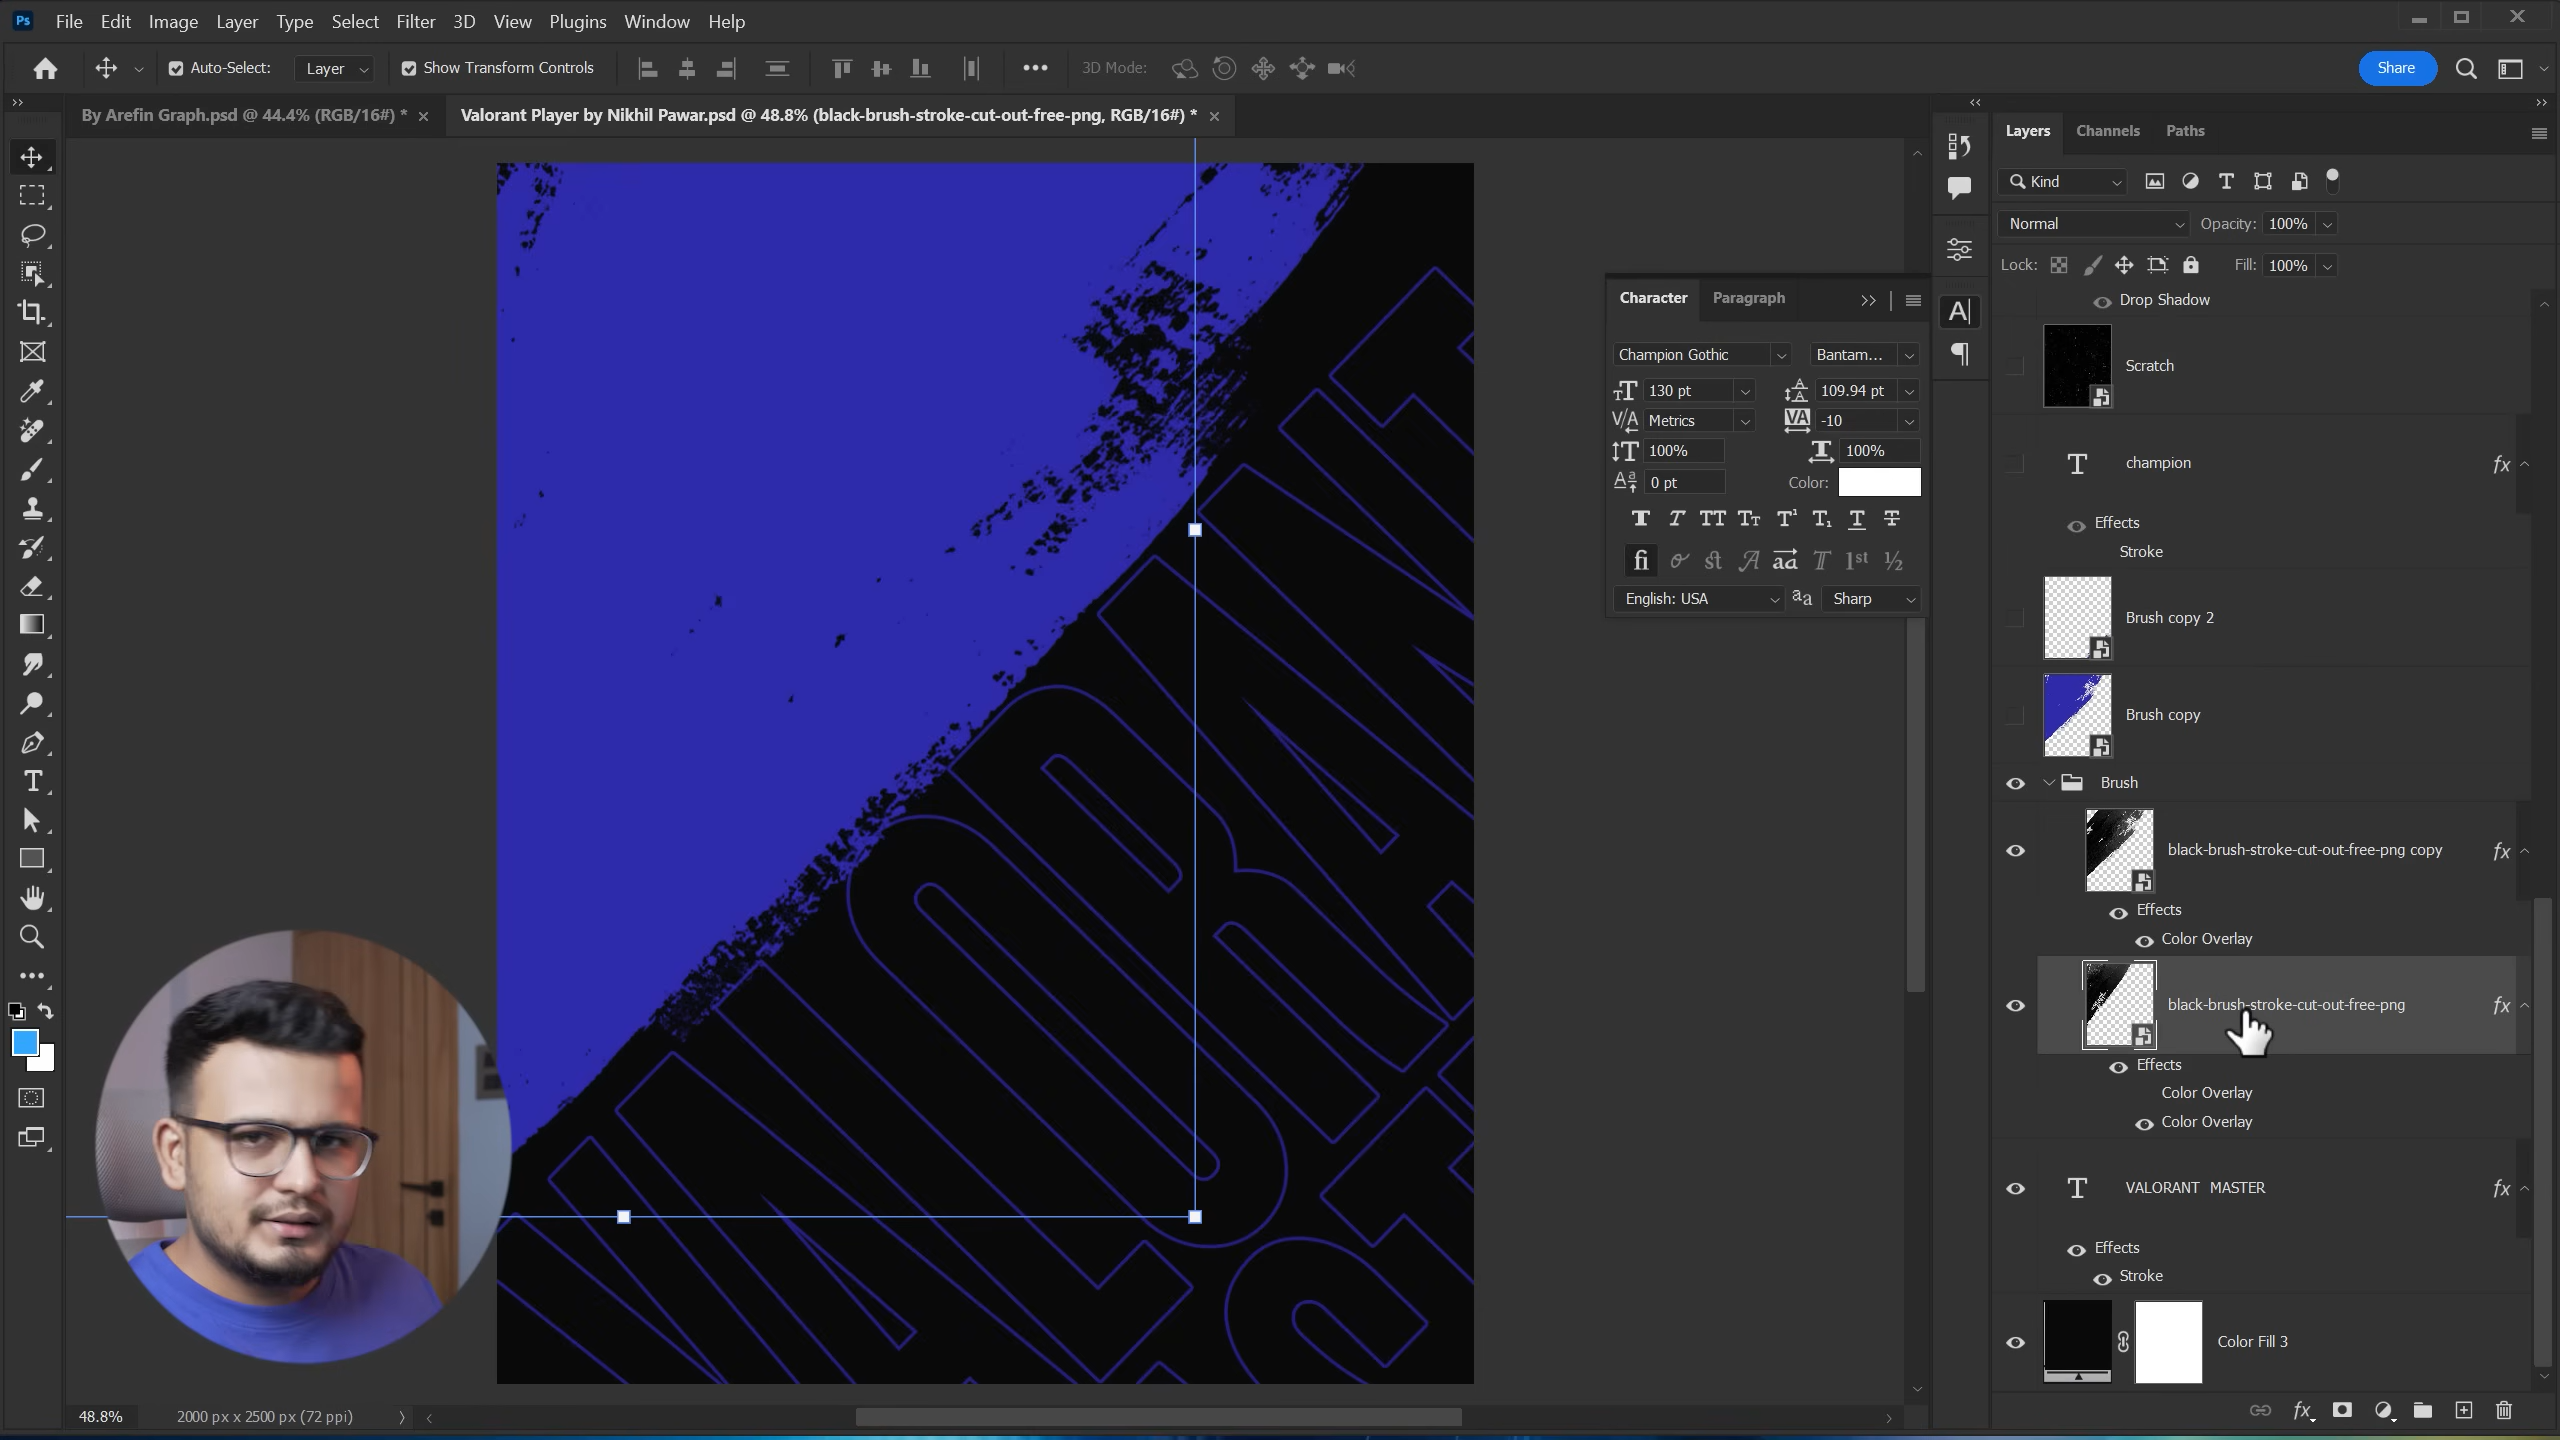 Ps File Edit Image Layer Type Select Filter 3D View Plugins Window Help
Auto-Select: Layer Show Transform Controls 3D Mode: Share
By Arefin Graph.psd @ 44.4% (RGB/16#) *
Valorant Player by Nikhil Pawar.psd @ 48.8% (black-brush-stroke-cut-out-free-png, RGB/16#) *
Layers Channels Paths
Kind
Normal Opacity: 100%
Lock: Fill: 100%
Drop Shadow
Scratch
champion fx
Effects
Stroke
Brush copy 2
Brush copy
Brush
black-brush-stroke-cut-out-free-png copy fx
Effects
Color Overlay
black-brush-stroke-cut-out-free-png fx
Effects
Color Overlay
Color Overlay
VALORANT MASTER fx
Effects
Stroke
Color Fill 3
Character Paragraph
Champion Gothic Bantam...
130 pt 109.94 pt
Metrics -10
100% 100%
0 pt Color:
English: USA Sharp
48.8% 2000 px x 2500 px (72 ppi)